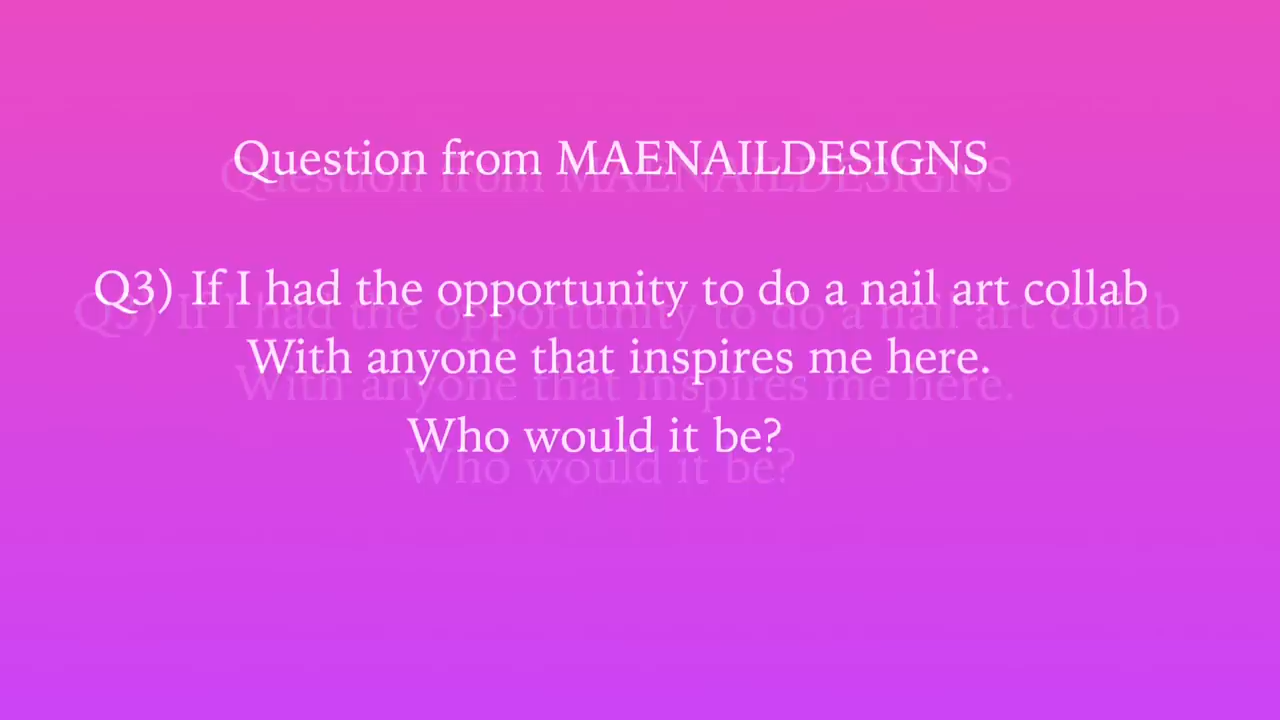 Question from MAENAILDESIGNS
Q3) If I had the opportunity to do a nail art collab
With anyone that inspires me here.
Who would it be?